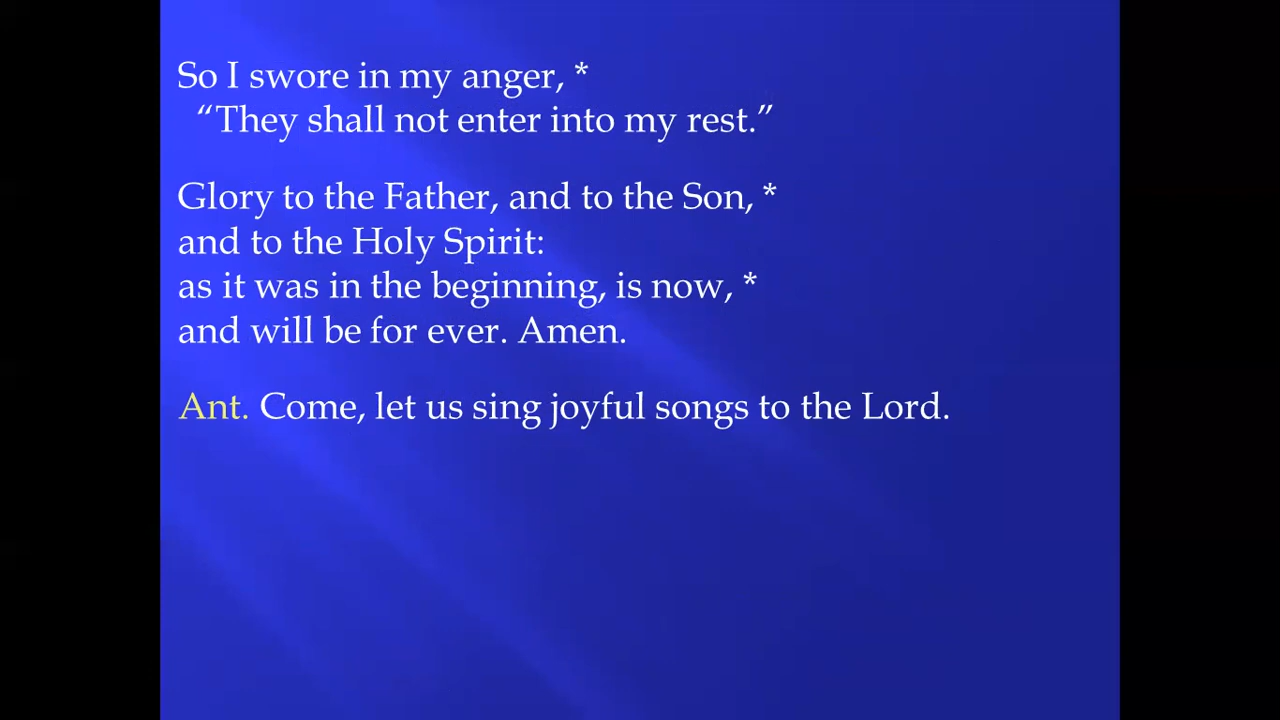 So I swore in my anger, *
“They shall not enter into my rest.”
Glory to the Father, and to the Son, *
and to the Holy Spirit:
as it was in the beginning, is now, *
and will be for ever. Amen.
Ant. Come, let us sing joyful songs to the Lord.